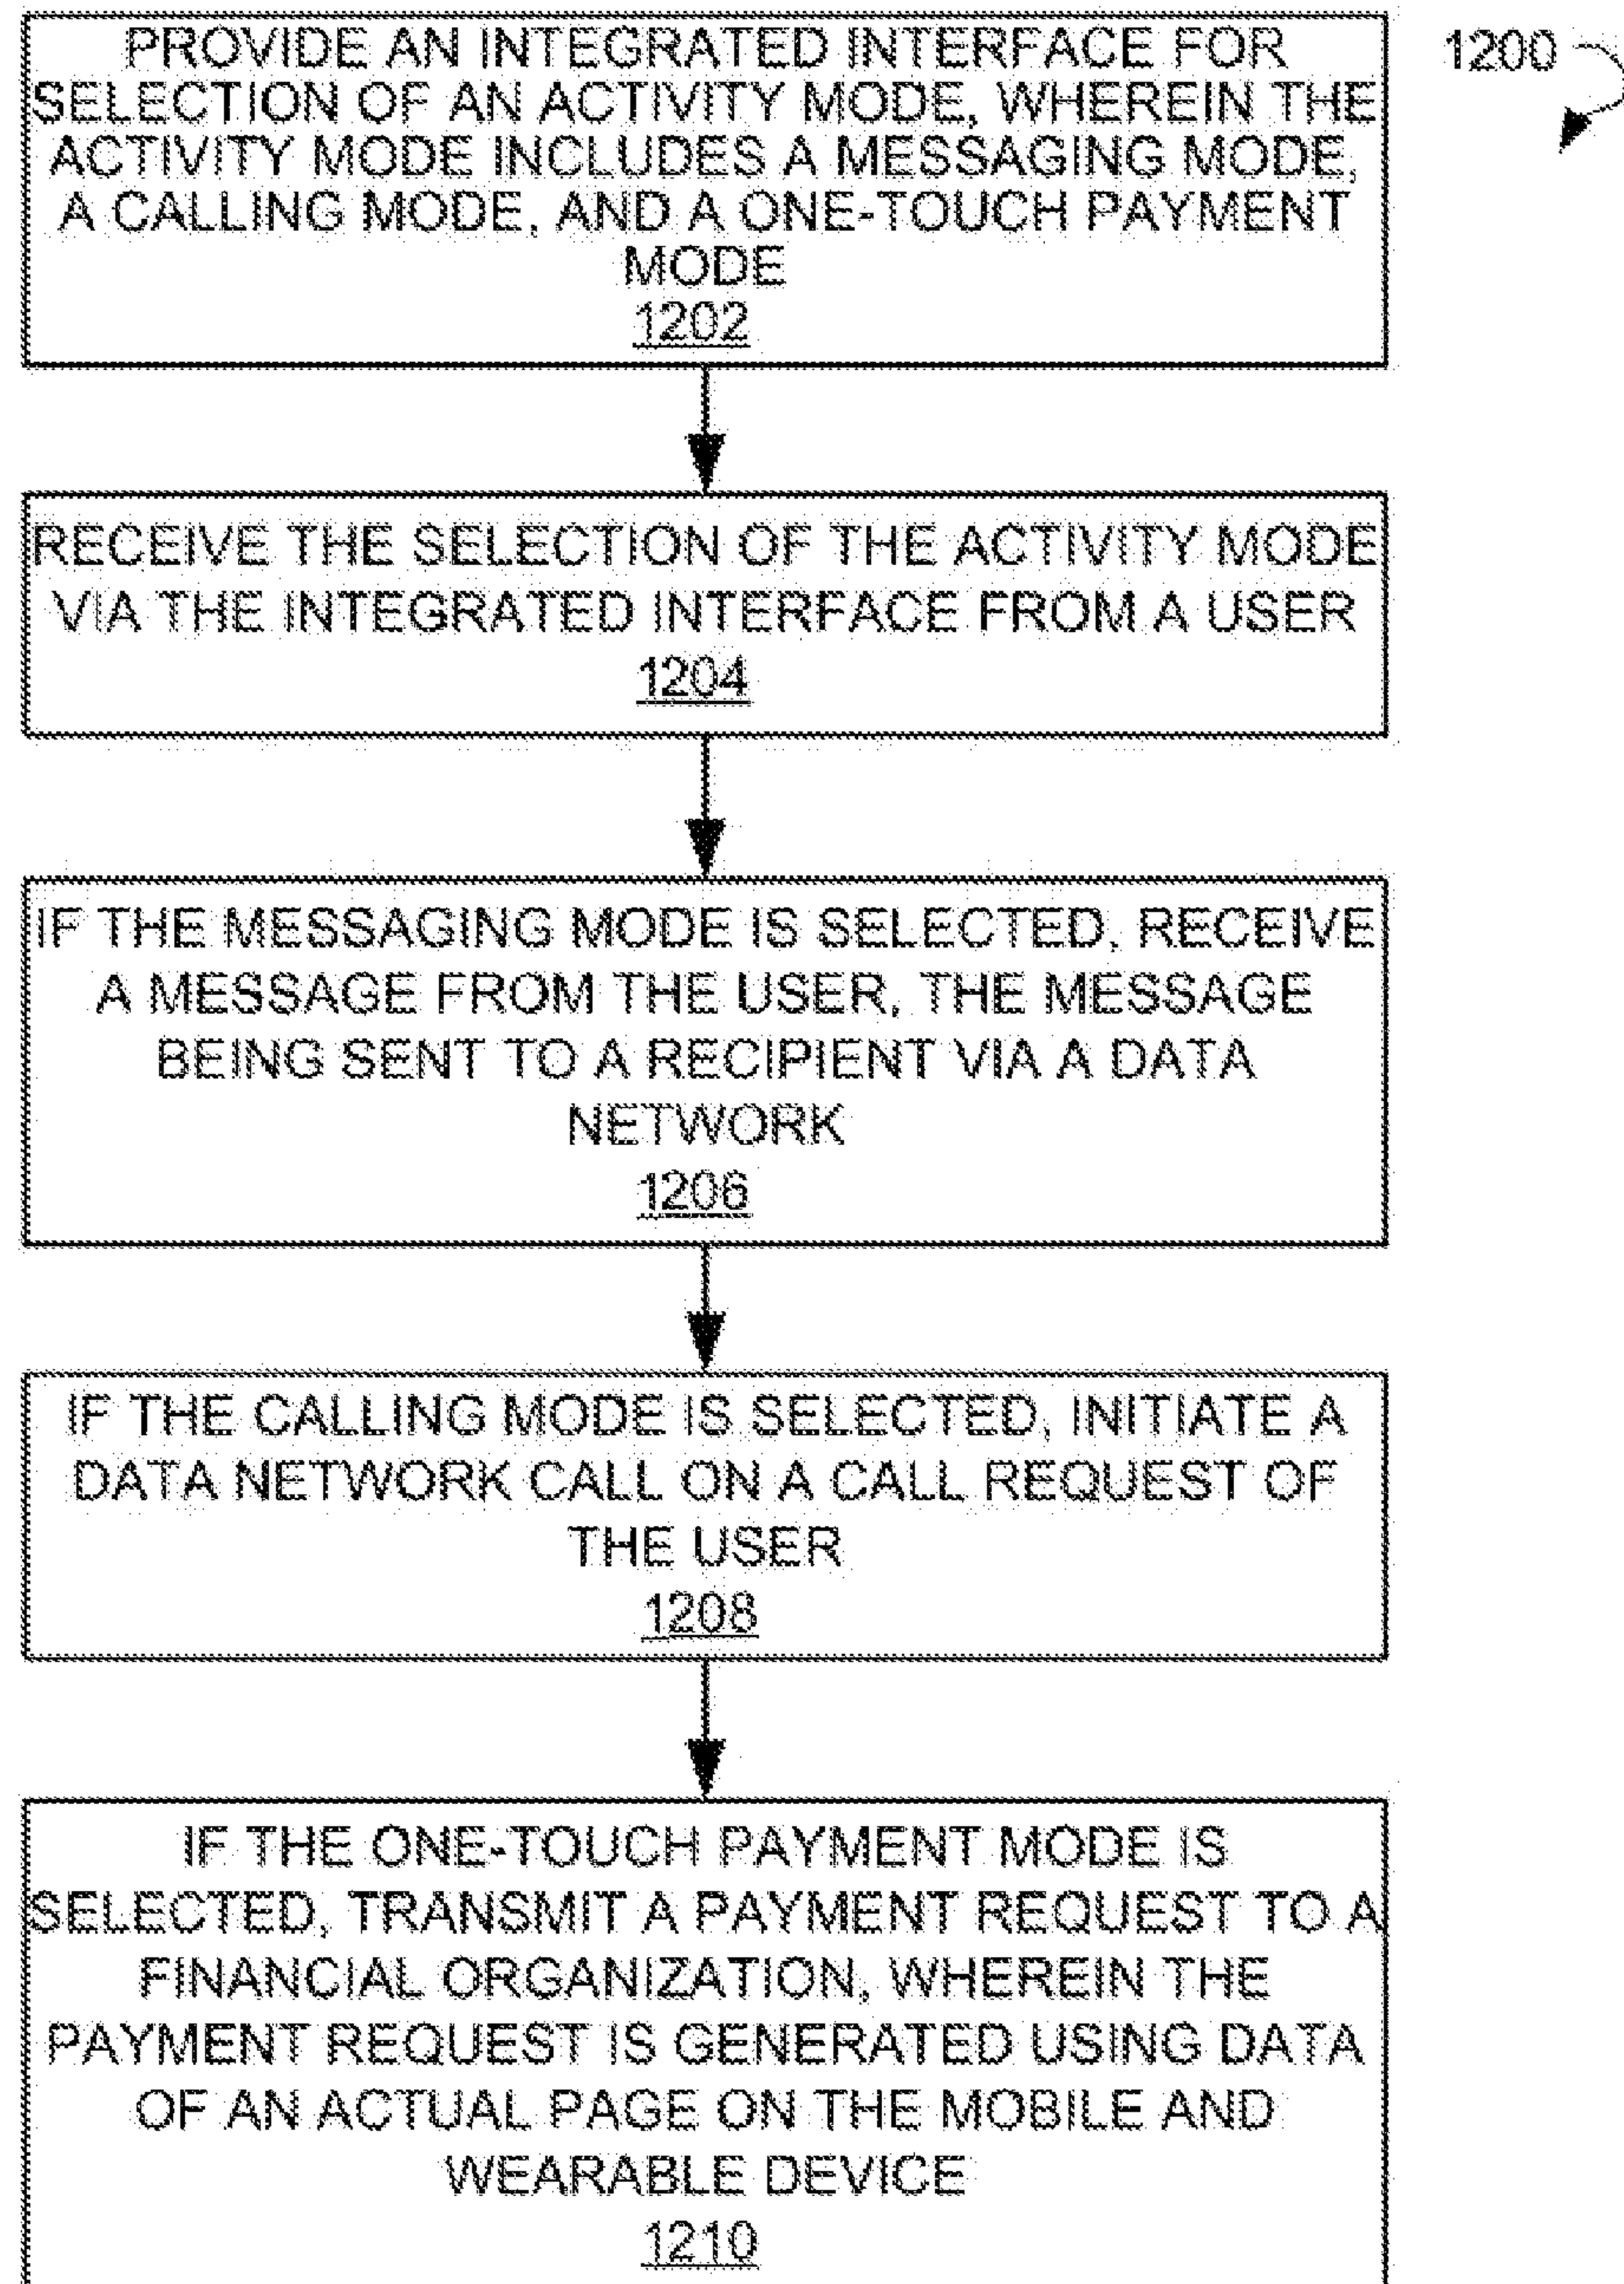 1200
PROVIDE AN INTEGRATED INTERFACE FOR
SELECTION OF AN ACTIVITY MODE, WHEREIN THE
ACTIVITY MODE INCLUDES A MESSAGING MODE,
A CALLING MODE, AND A ONE-TOUCH PAYMENT
MODE
1202
RECEIVE THE SELECTION OF THE ACTIVITY MODE
VIA THE INTEGRATED INTERFACE FROM A USER
1204
IF THE MESSAGING MODE IS SELECTED, RECEIVE
A MESSAGE FROM THE USER, THE MESSAGE
BEING SENT TO A RECIPIENT VIA A DATA
NETWORK
1206
IF THE CALLING MODE IS SELECTED, INITIATE A
DATA NETWORK CALL ON A CALL REQUEST OF
THE USER
1208
IF THE ONE-TOUCH PAYMENT MODE IS
SELECTED, TRANSMIT A PAYMENT REQUEST TO A
FINANCIAL ORGANIZATION, WHEREIN THE
PAYMENT REQUEST IS GENERATED USING DATA
OF AN ACTUAL PAGE ON THE MOBILE AND
WEARABLE DEVICE
1210